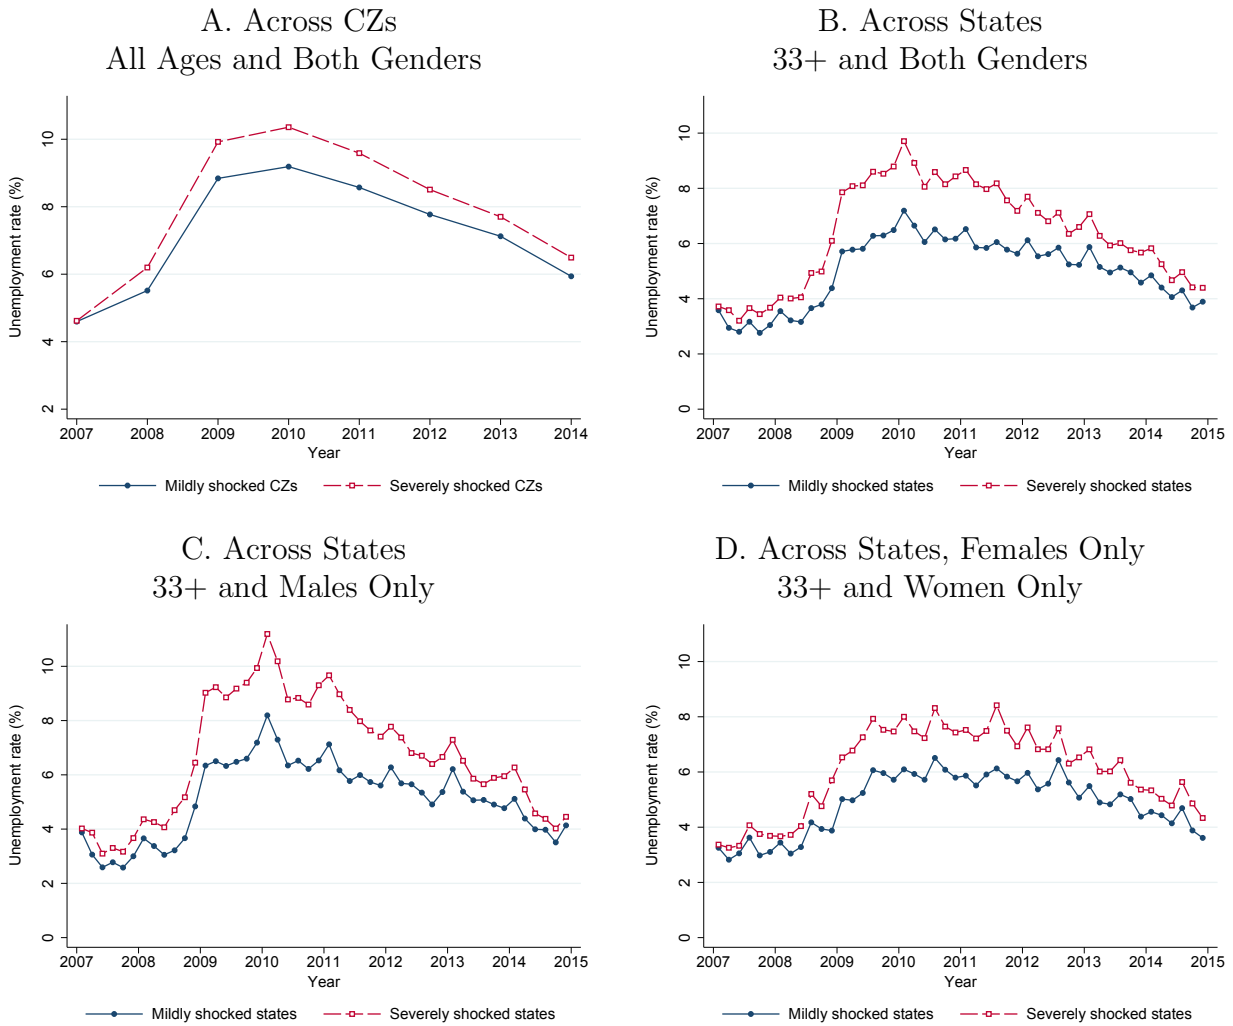 A. Across CZs
All Ages and Both Genders
Unemployment rate (%)
10
8
6
4
2
2007 2008 2009 2010 2011 2012 2013 2014
Year
Mildly shocked CZs Severely shocked CZs
B. Across States
33+ and Both Genders
Unemployment rate (%)
10
8
6
4
2
0
2007 2008 2009 2010 2011 2012 2013 2014 2015
Year
Mildly shocked states Severely shocked states
C. Across States
33+ and Males Only
Unemployment rate (%)
10
8
6
4
2
0
2007 2008 2009 2010 2011 2012 2013 2014 2015
Year
Mildly shocked states Severely shocked states
D. Across States, Females Only
33+ and Women Only
Unemployment rate (%)
10
8
6
4
2
0
2007 2008 2009 2010 2011 2012 2013 2014 2015
Year
Mildly shocked states Severely shocked states